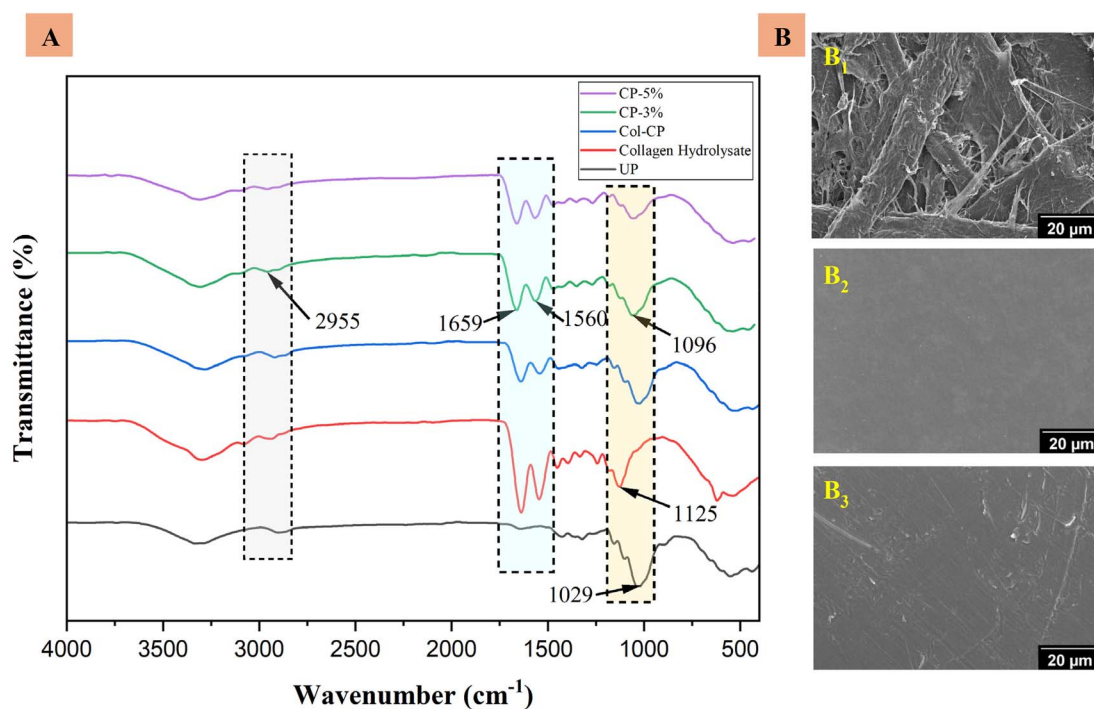 A
B
CP-5%
CP-3%
Col-CP
Collagen Hydrolysate
UP
2955
1659
1560
1096
1125
1029
Transmittance (%)
4000 3500 3000 2500 2000 1500 1000 500
Wavenumber (cm⁻¹)
B₁
20 µm
B₂
20 µm
B₃
20 µm